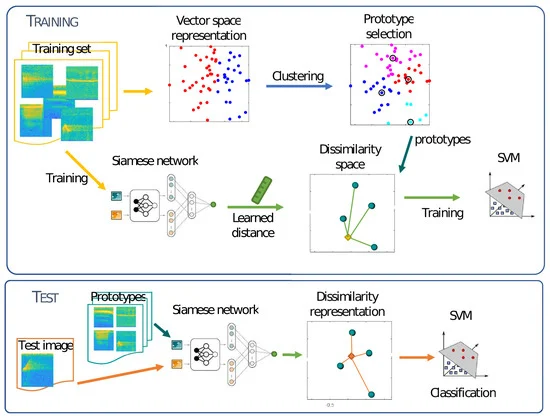 TRAINING
Training set
Vector space
representation
Clustering
Prototype
selection
prototypes
Training
Siamese network
Learned
distance
Dissimilarity
space
Training
SVM
TEST
Test image
Prototypes
Siamese network
Dissimilarity
representation
SVM
Classification